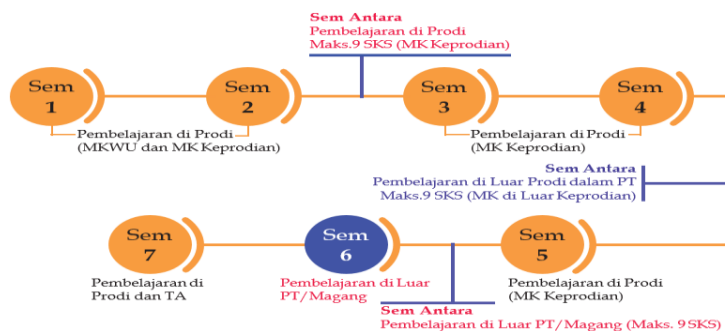 Sem Antara
Pembelajaran di Prodi
Maks.9 SKS (MK Keprodian)
Sem
1
Sem
2
Sem
3
Sem
4
Pembelajaran di Prodi
(MKWU dan MK Keprodian)
Pembelajaran di Prodi
(MK Keprodian)
Sem Antara
Pembelajaran di Luar Prodi dalam PT
Maks.9 SKS (MK di Luar Keprodian)
Sem
7
Sem
6
Sem
5
Pembelajaran di
Prodi dan TA
Pembelajaran di Luar
PT/Magang
Pembelajaran di Prodi
(MK Keprodian)
Sem Antara
Pembelajaran di Luar PT/Magang (Maks. 9 SKS)